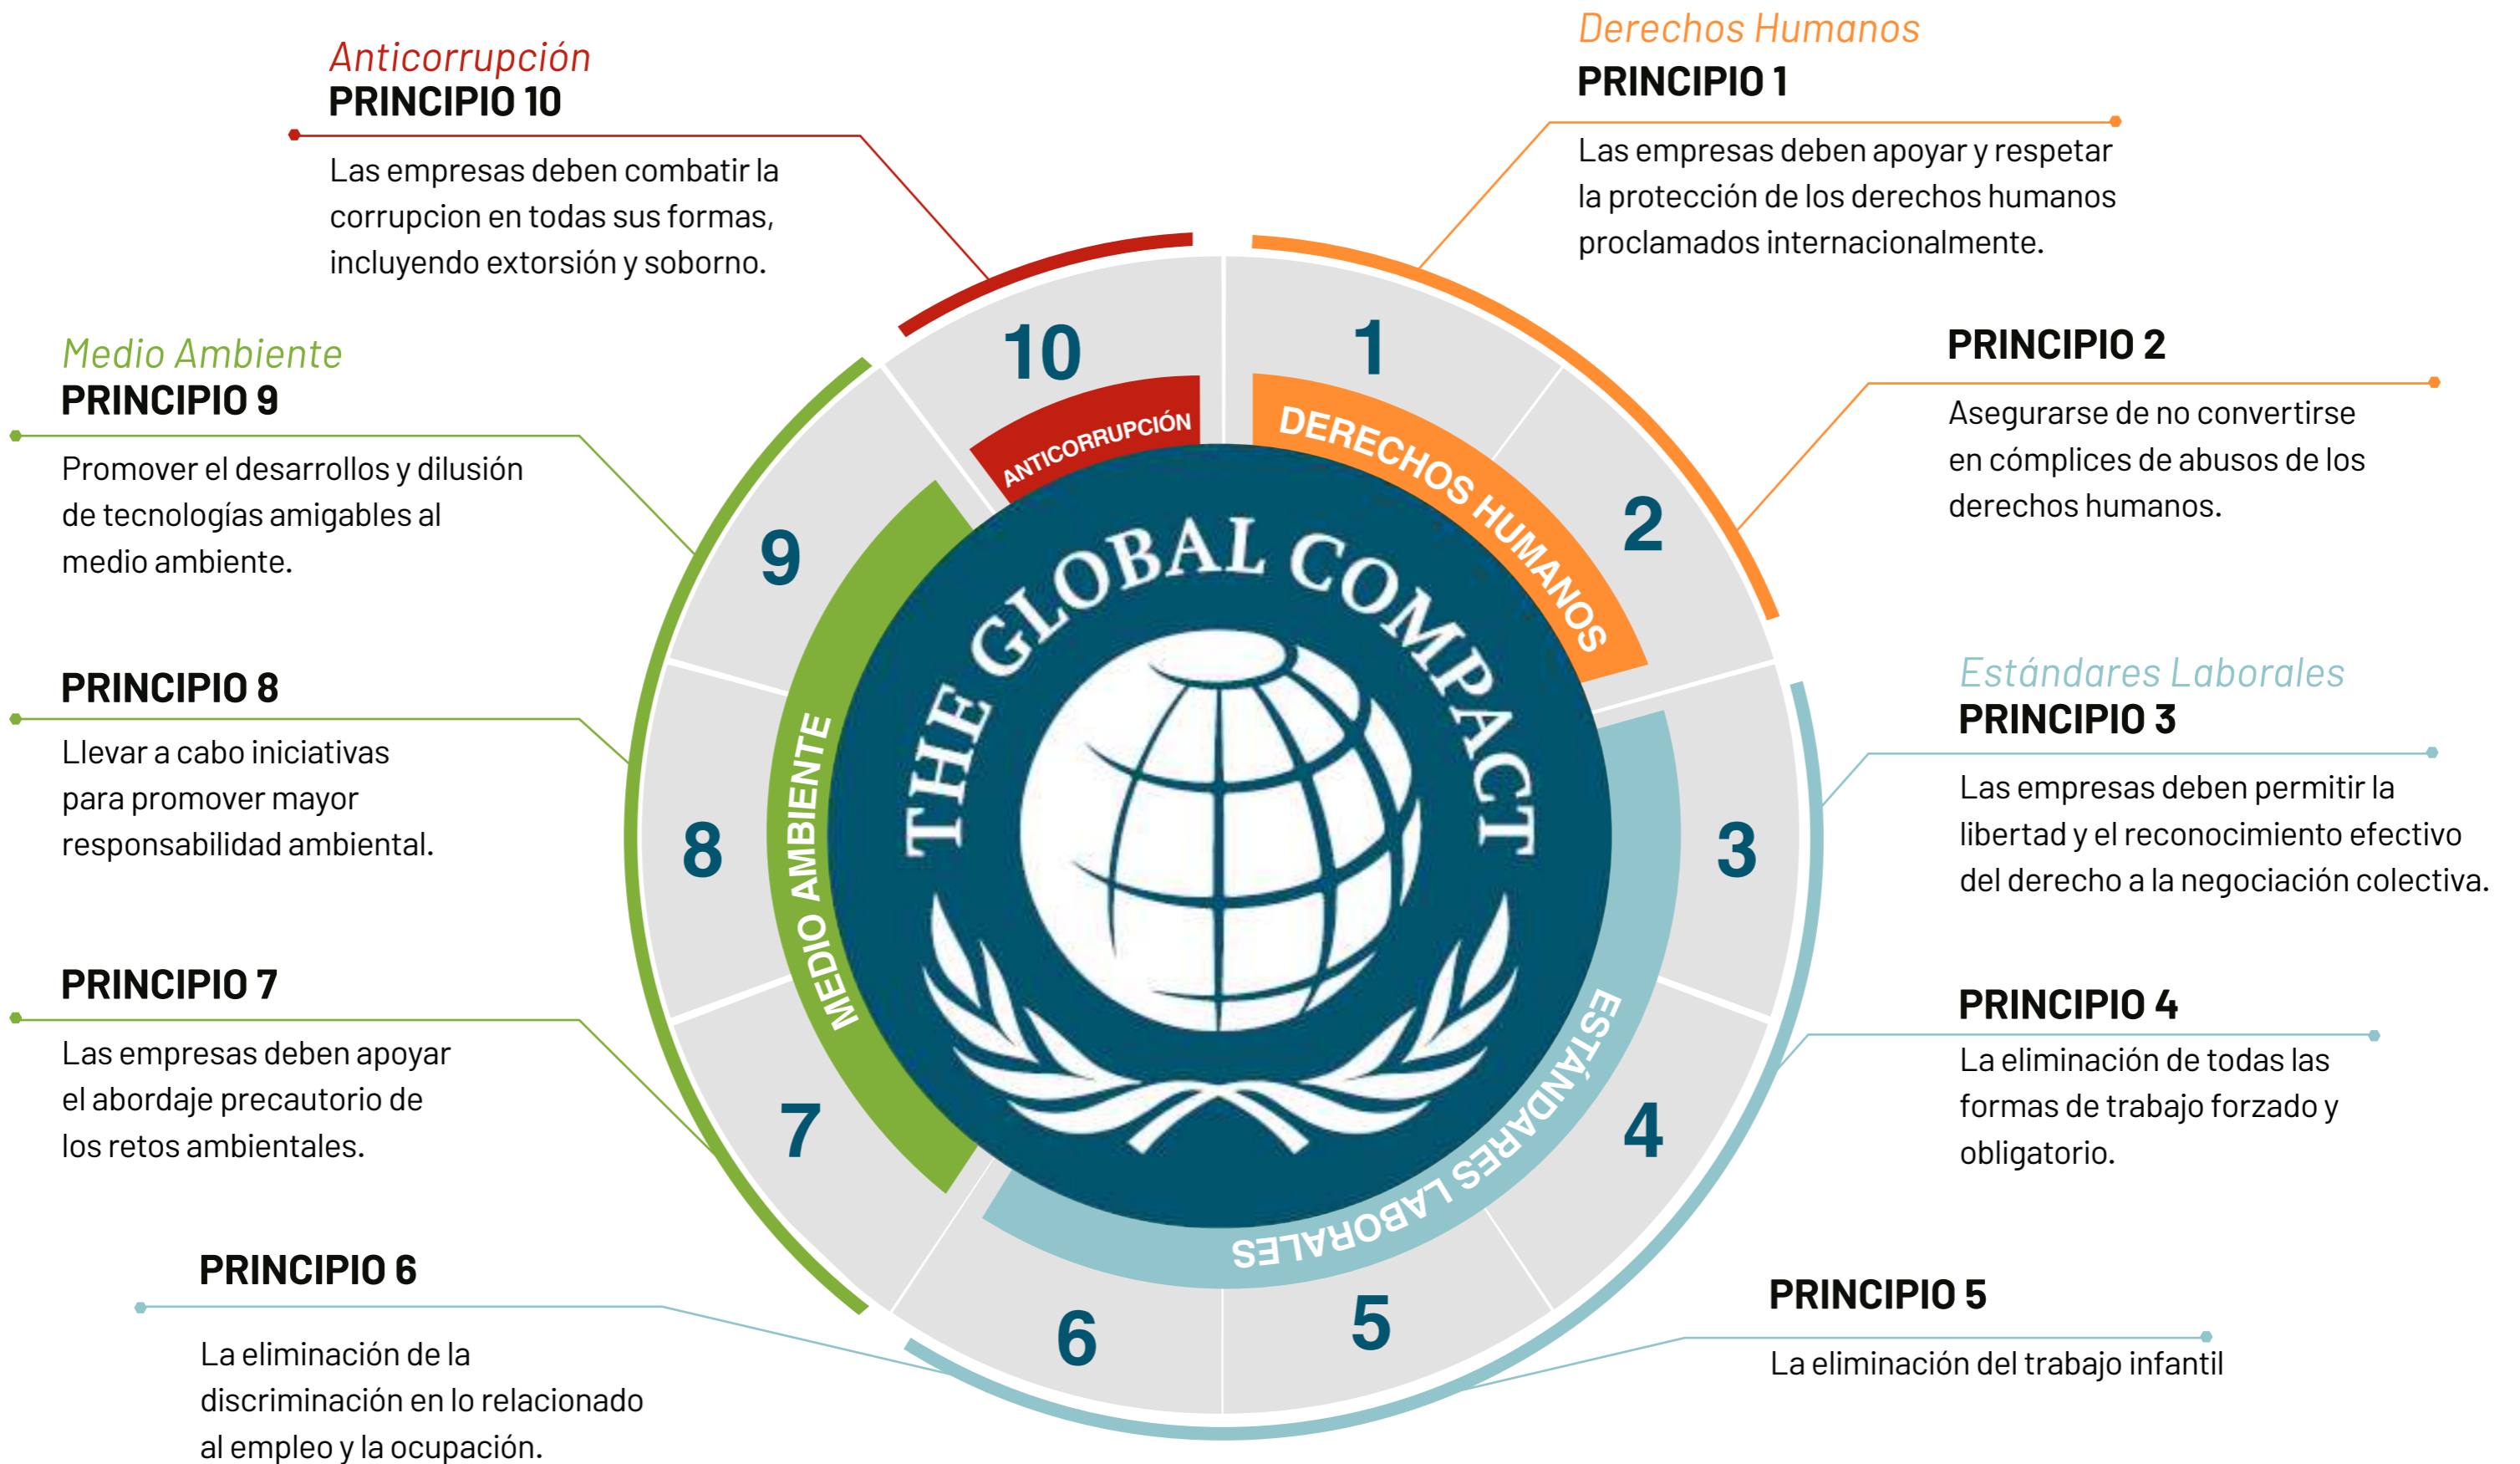 Derechos Humanos
PRINCIPIO 1
Las empresas deben apoyar y respetar
la protección de los derechos humanos
proclamados internacionalmente.
PRINCIPIO 2
Asegurarse de no convertirse
en cómplices de abusos de los
derechos humanos.
Estándares Laborales
PRINCIPIO 3
Las empresas deben permitir la
libertad y el reconocimiento efectivo
del derecho a la negociación colectiva.
PRINCIPIO 4
La eliminación de todas las
formas de trabajo forzado y
obligatorio.
PRINCIPIO 5
La eliminación del trabajo infantil
PRINCIPIO 6
La eliminación de la
discriminación en lo relacionado
al empleo y la ocupación.
PRINCIPIO 7
Las empresas deben apoyar
el abordaje precautorio de
los retos ambientales.
PRINCIPIO 8
Llevar a cabo iniciativas
para promover mayor
responsabilidad ambiental.
Medio Ambiente
PRINCIPIO 9
Promover el desarrollos y dilusión
de tecnologías amigables al
medio ambiente.
Anticorrupción
PRINCIPIO 10
Las empresas deben combatir la
corrupcion en todas sus formas,
incluyendo extorsión y soborno.
1
2
3
4
5
6
7
8
9
10
DERECHOS HUMANOS
ESTÁNDARES LABORALES
MEDIO AMBIENTE
ANTICORRUPCIÓN
THE GLOBAL COMPACT